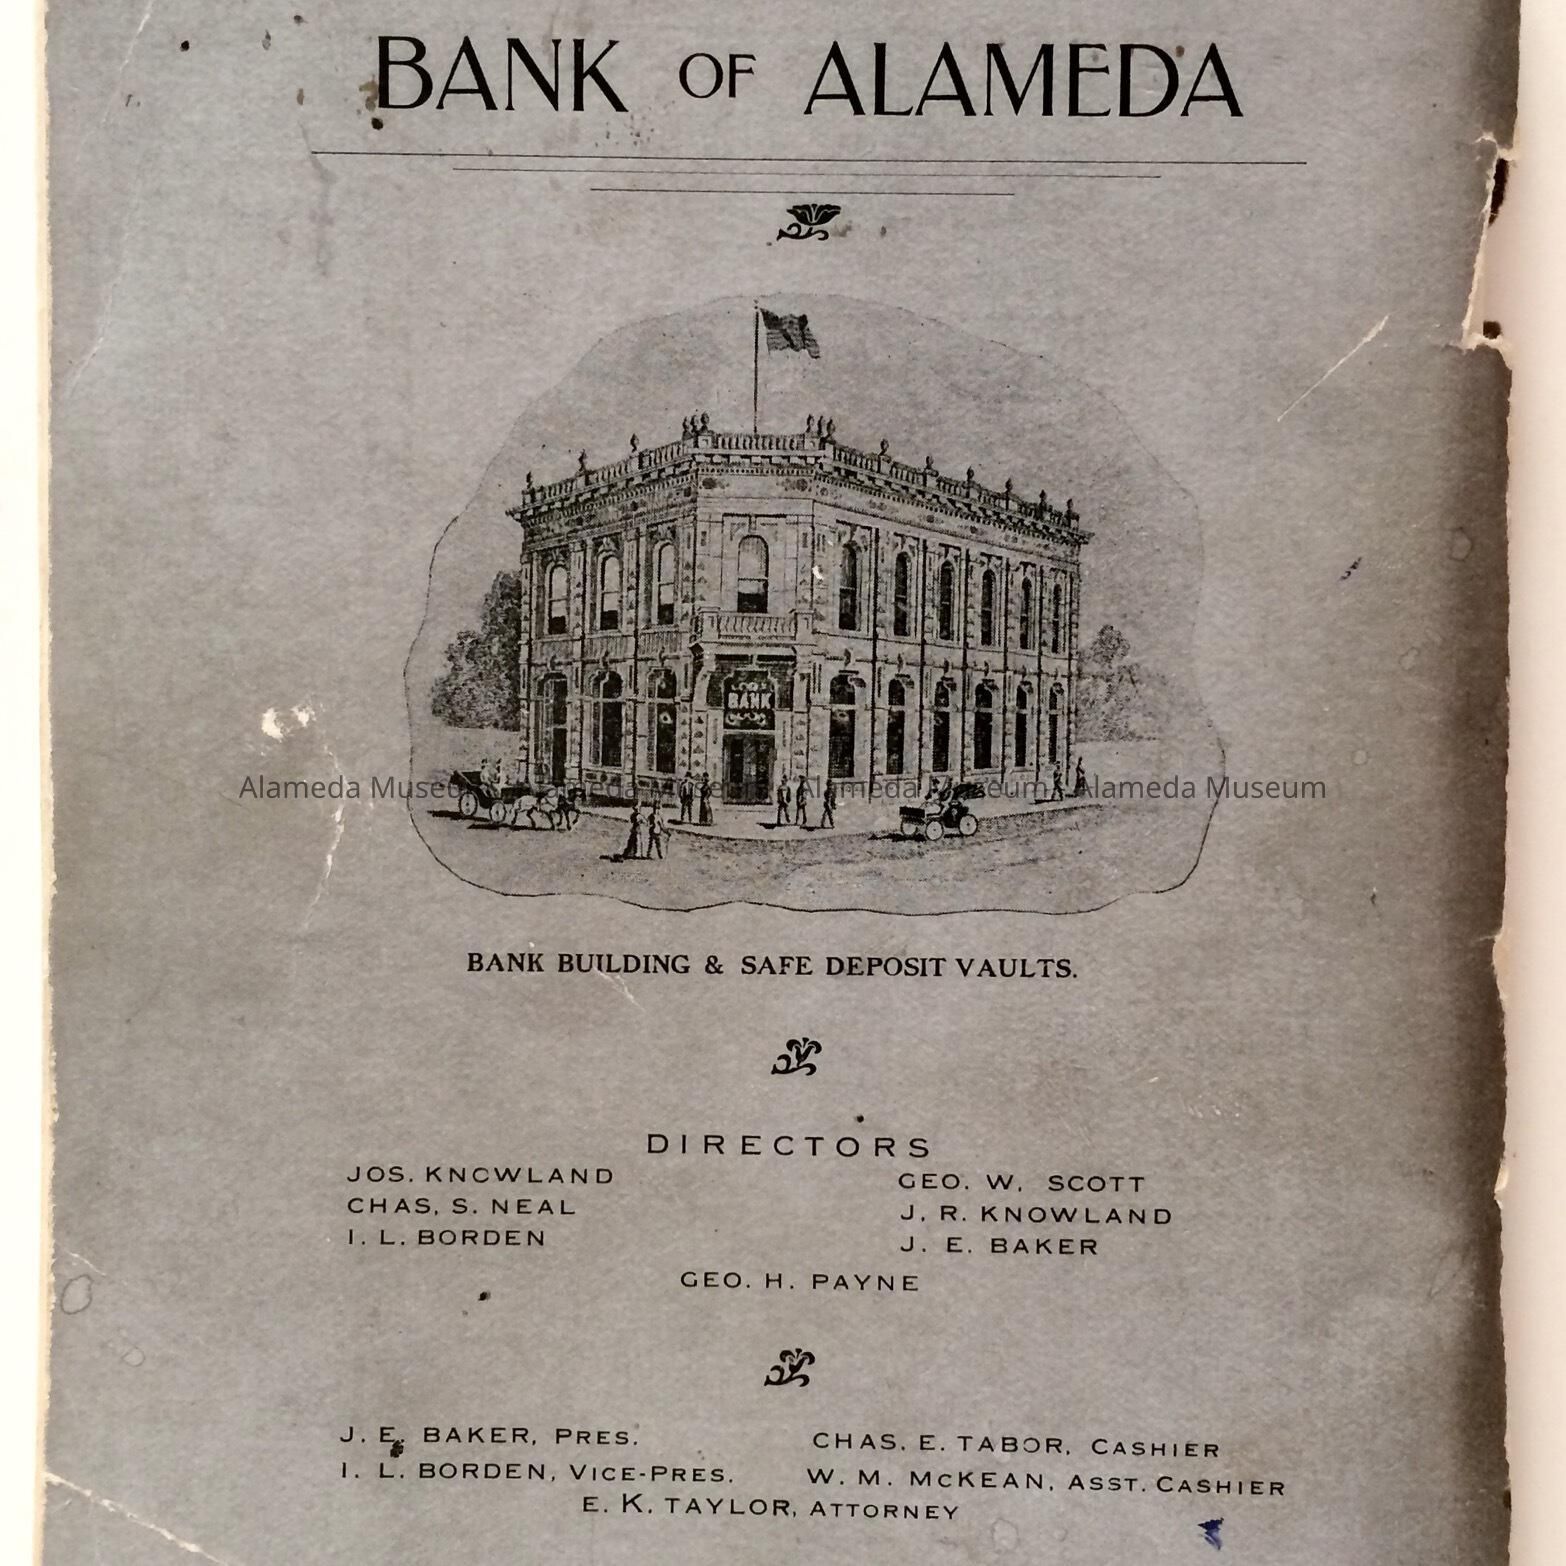 BANK OF ALAMEDA
BANK
Alameda Museum Alameda Museum Alameda Museum Alameda Museum
BANK BUILDING & SAFE DEPOSIT VAULTS.
DIRECTORS
JOS. KNOWLAND
CHAS. S. NEAL
I. L. BORDEN
GEO. W. SCOTT
J. R. KNOWLAND
J. E. BAKER
GEO. H. PAYNE
J. E. BAKER, PRES.
I. L. BORDEN, VICE-PRES.
CHAS. E. TABOR, CASHIER
W. M. MCKEAN, ASST. CASHIER
E. K. TAYLOR, ATTORNEY